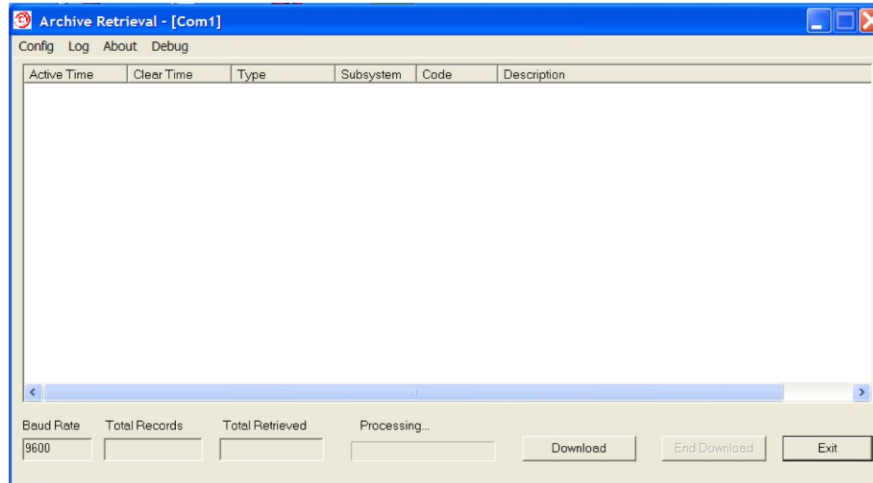 Archive Retrieval - [Com1]
Config Log About Debug
Active Time Clear Time Type Subsystem Code Description
Baud Rate Total Records Total Retrieved Processing...
9600 Download End Download Exit